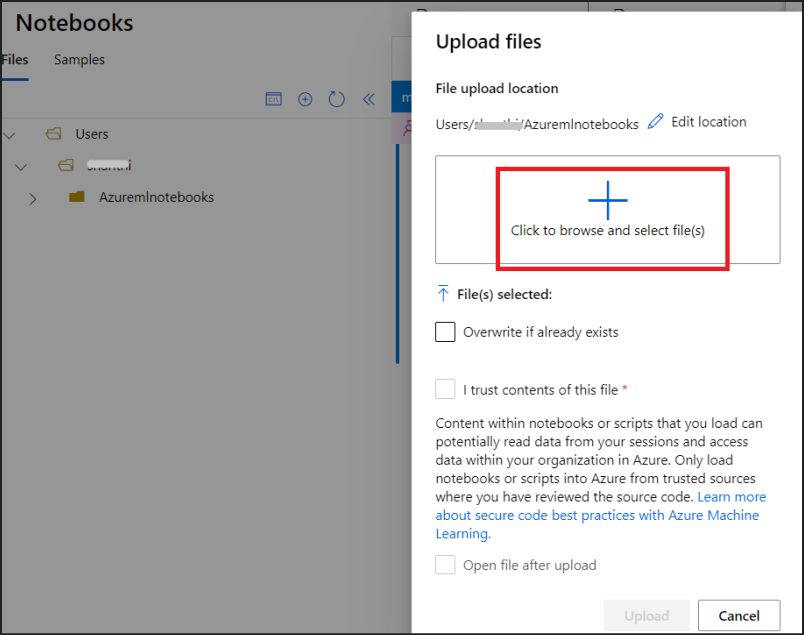 Notebooks
Files
Samples
Users
Azuremlnotebooks
Upload files
File upload location
Users/ /Azuremlnotebooks
Edit location
Click to browse and select file(s)
File(s) selected:
Overwrite if already exists
I trust contents of this file *
Content within notebooks or scripts that you load can
potentially read data from your sessions and access
data within your organization in Azure. Only load
notebooks or scripts into Azure from trusted sources
where you have reviewed the source code. Learn more
about secure code best practices with Azure Machine
Learning.
Open file after upload
Upload
Cancel